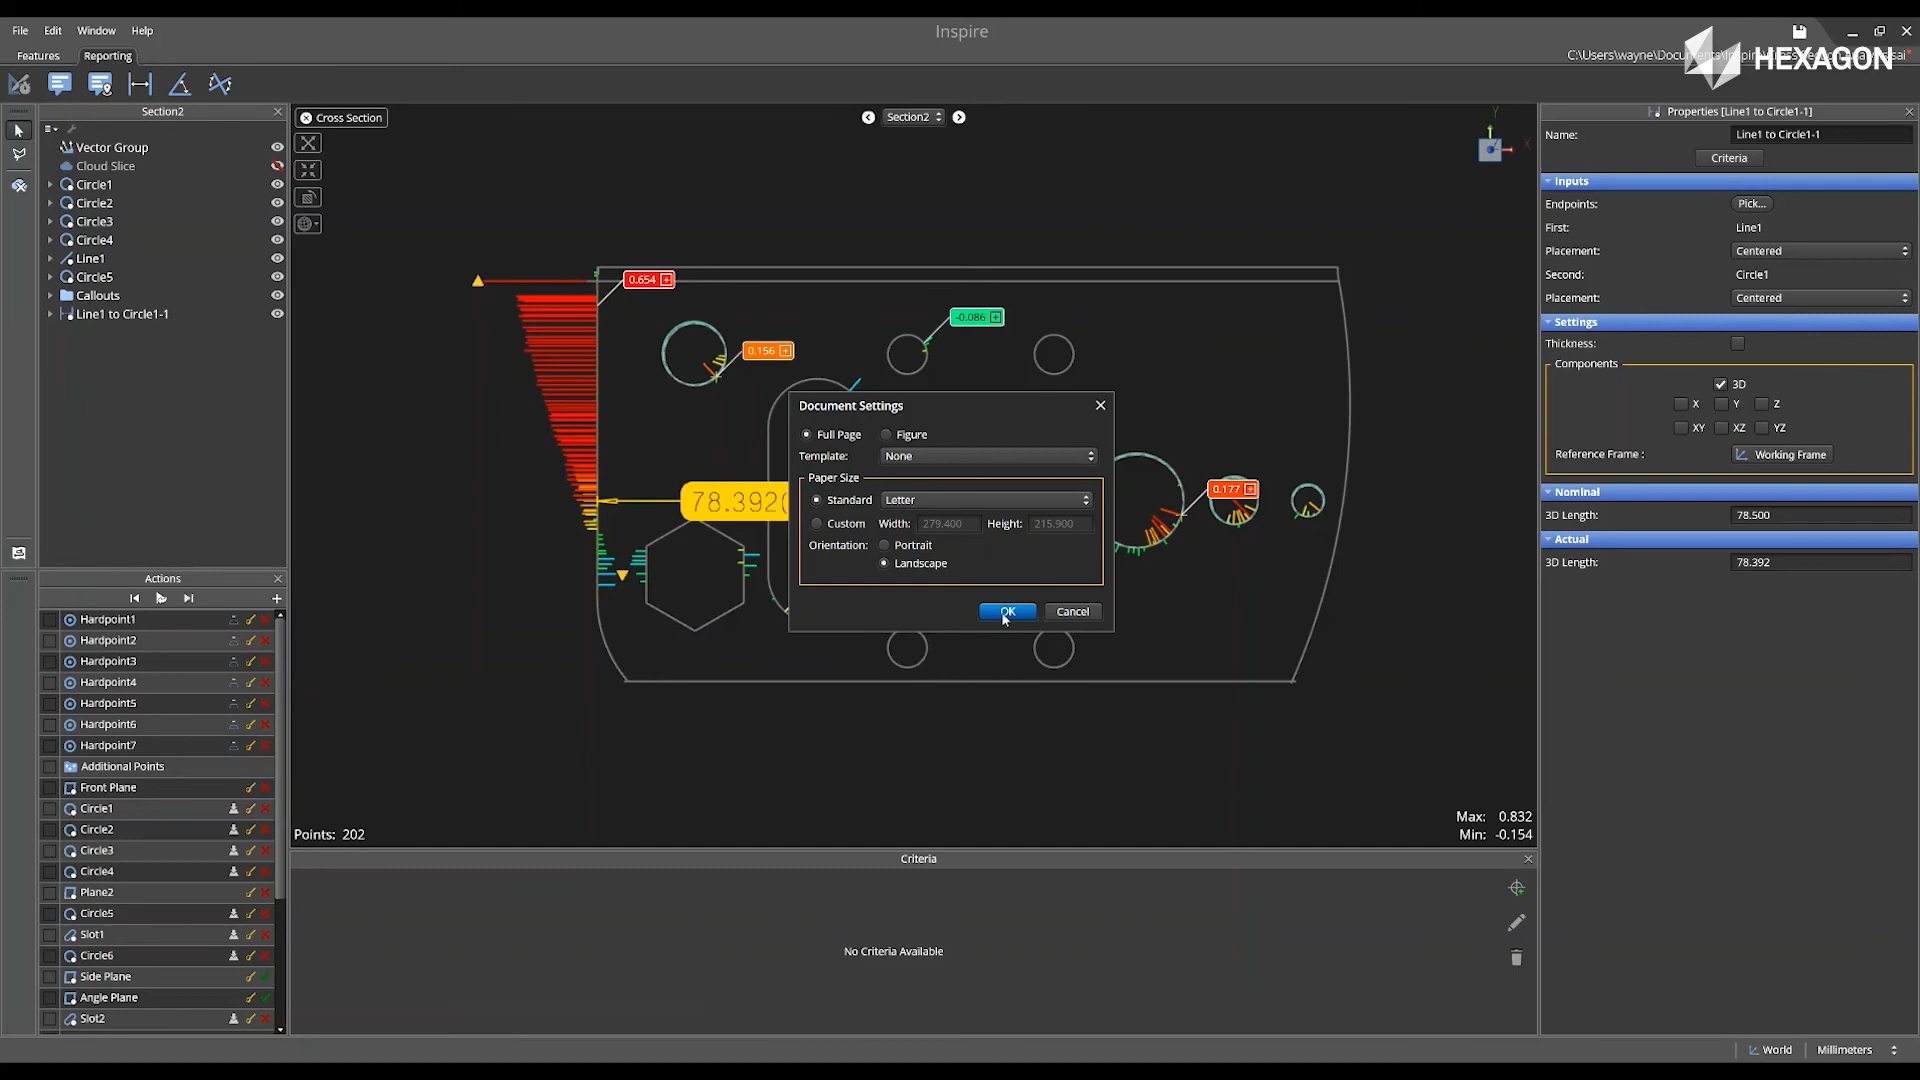 File Edit Window Help
Inspire
Features Reporting
C:\Users\wayne\Documents\Inspire\
HEXAGON
Section2
Vector Group
Cloud Slice
Circle1
Circle2
Circle3
Circle4
Line1
Circle5
Callouts
Line1 to Circle1-1
Cross Section
Section2
Y
X
0.654
-0.086
0.156
0.177
78.392(
Document Settings
Full Page Figure
Template: None
Paper Size
Standard Letter
Custom Width: 279.400 Height: 215.900
Orientation: Portrait
Landscape
OK Cancel
Points: 202
Max: 0.832
Min: -0.154
Properties [Line1 to Circle1-1]
Name: Line1 to Circle1-1
Criteria
Inputs
Endpoints: Pick...
First: Line1
Placement: Centered
Second: Circle1
Placement: Centered
Settings
Thickness:
Components
3D
X Y Z
XY XZ YZ
Reference Frame : Working Frame
Nominal
3D Length: 78.500
Actual
3D Length: 78.392
Actions
Hardpoint1
Hardpoint2
Hardpoint3
Hardpoint4
Hardpoint5
Hardpoint6
Hardpoint7
Additional Points
Front Plane
Circle1
Circle2
Circle3
Circle4
Plane2
Circle5
Slot1
Circle6
Side Plane
Angle Plane
Slot2
Criteria
No Criteria Available
World Millimeters